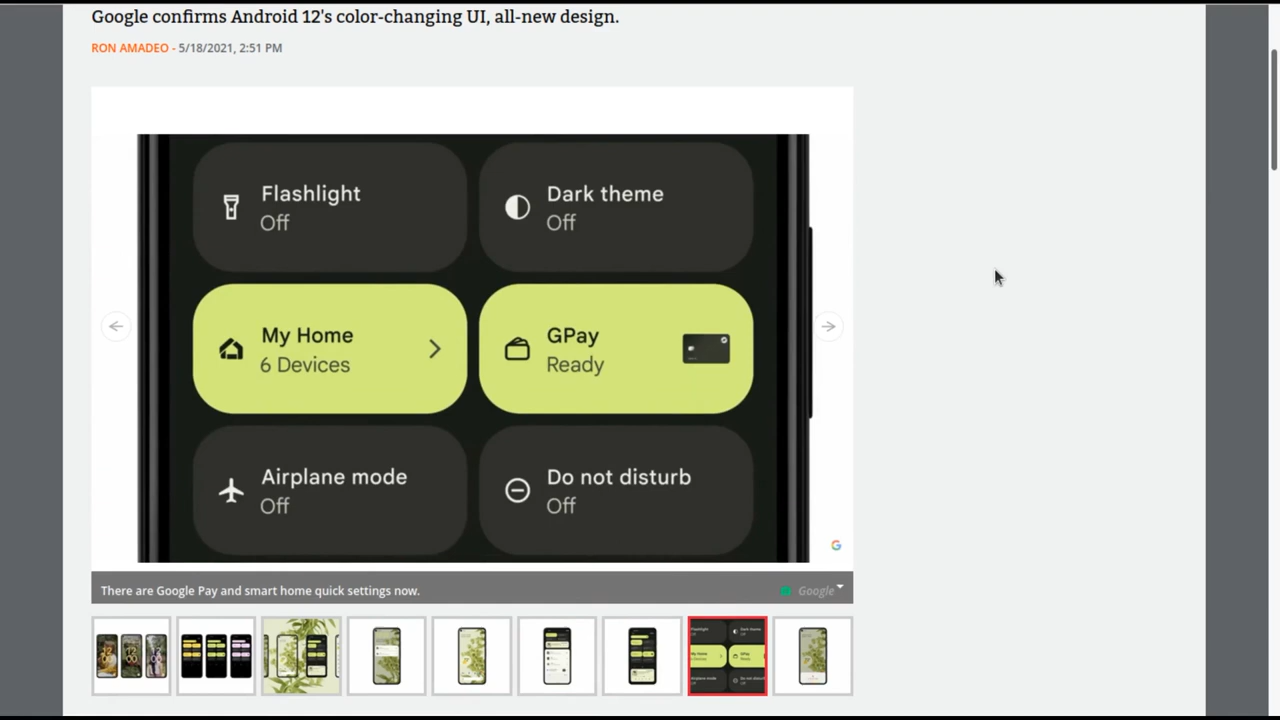 Google confirms Android 12's color-changing UI, all-new design.
RON AMADEO - 5/18/2021, 2:51 PM
Flashlight
Off
Dark theme
Off
My Home
6 Devices
GPay
Ready
Airplane mode
Off
Do not disturb
Off
There are Google Pay and smart home quick settings now.
Google